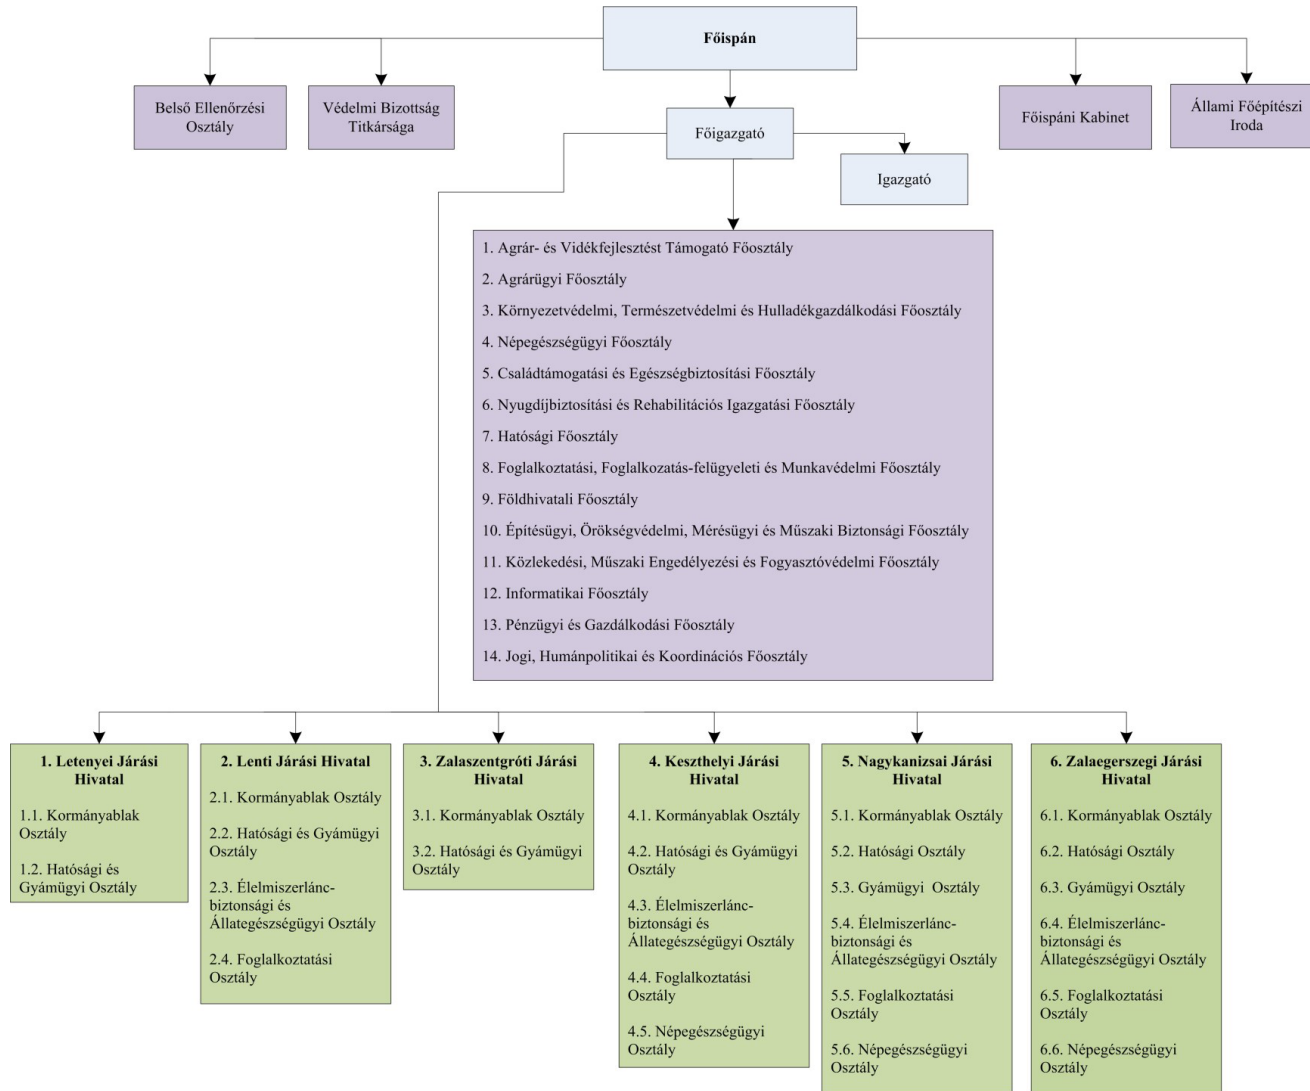 Főispán
Belső Ellenőrzési
Osztály
Védelmi Bizottság
Titkársága
Főispáni Kabinet
Állami Főépítészi
Iroda
Főigazgató
Igazgató
1. Agrár- és Vidékfejlesztést Támogató Főosztály
2. Agrárügyi Főosztály
3. Környezetvédelmi, Természetvédelmi és Hulladékgazdálkodási Főosztály
4. Népegészségügyi Főosztály
5. Családtámogatási és Egészségbiztosítási Főosztály
6. Nyugdíjbiztosítási és Rehabilitációs Igazgatási Főosztály
7. Hatósági Főosztály
8. Foglalkoztatási, Foglalkozatás-felügyeleti és Munkavédelmi Főosztály
9. Földhivatali Főosztály
10. Építésügyi, Örökségvédelmi, Mérésügyi és Műszaki Biztonsági Főosztály
11. Közlekedési, Műszaki Engedélyezési és Fogyasztóvédelmi Főosztály
12. Informatikai Főosztály
13. Pénzügyi és Gazdálkodási Főosztály
14. Jogi, Humánpolitikai és Koordinációs Főosztály
1. Letenyei Járási
Hivatal
1.1. Kormányablak
Osztály
1.2. Hatósági és
Gyámügyi Osztály
2. Lenti Járási Hivatal
2.1. Kormányablak Osztály
2.2. Hatósági és Gyámügyi
Osztály
2.3. Élelmiszerlánc-
biztonsági és
Állategészségügyi Osztály
2.4. Foglalkoztatási
Osztály
3. Zalaszentgróti Járási
Hivatal
3.1. Kormányablak Osztály
3.2. Hatósági és Gyámügyi
Osztály
4. Keszthelyi Járási
Hivatal
4.1. Kormányablak Osztály
4.2. Hatósági és Gyámügyi
Osztály
4.3. Élelmiszerlánc-
biztonsági és
Állategészségügyi Osztály
4.4. Foglalkoztatási
Osztály
4.5. Népegészségügyi
Osztály
5. Nagykanizsai Járási
Hivatal
5.1. Kormányablak Osztály
5.2. Hatósági Osztály
5.3. Gyámügyi Osztály
5.4. Élelmiszerlánc-
biztonsági és
Állategészségügyi Osztály
5.5. Foglalkoztatási
Osztály
5.6. Népegészségügyi
Osztály
6. Zalaegerszegi Járási
Hivatal
6.1. Kormányablak Osztály
6.2. Hatósági Osztály
6.3. Gyámügyi Osztály
6.4. Élelmiszerlánc-
biztonsági és
Állategészségügyi Osztály
6.5. Foglalkoztatási
Osztály
6.6. Népegészségügyi
Osztály